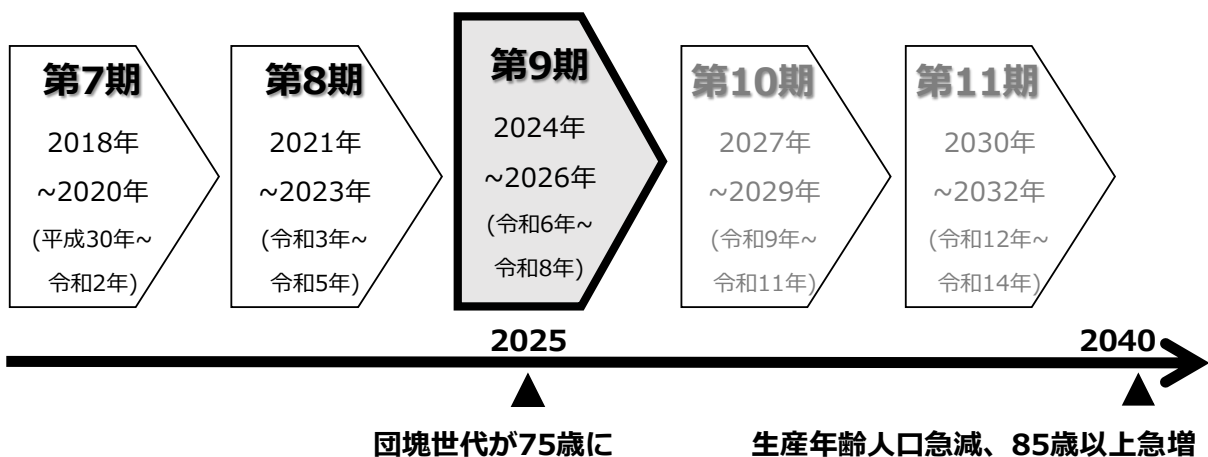 第7期
2018年
~2020年
(平成30年~
令和2年)
第8期
2021年
~2023年
(令和3年~
令和5年)
第9期
2024年
~2026年
(令和6年~
令和8年)
第10期
2027年
~2029年
(令和9年~
令和11年)
第11期
2030年
~2032年
(令和12年~
令和14年)
2025
2040
団塊世代が75歳に
生産年齢人口急減、85歳以上急増